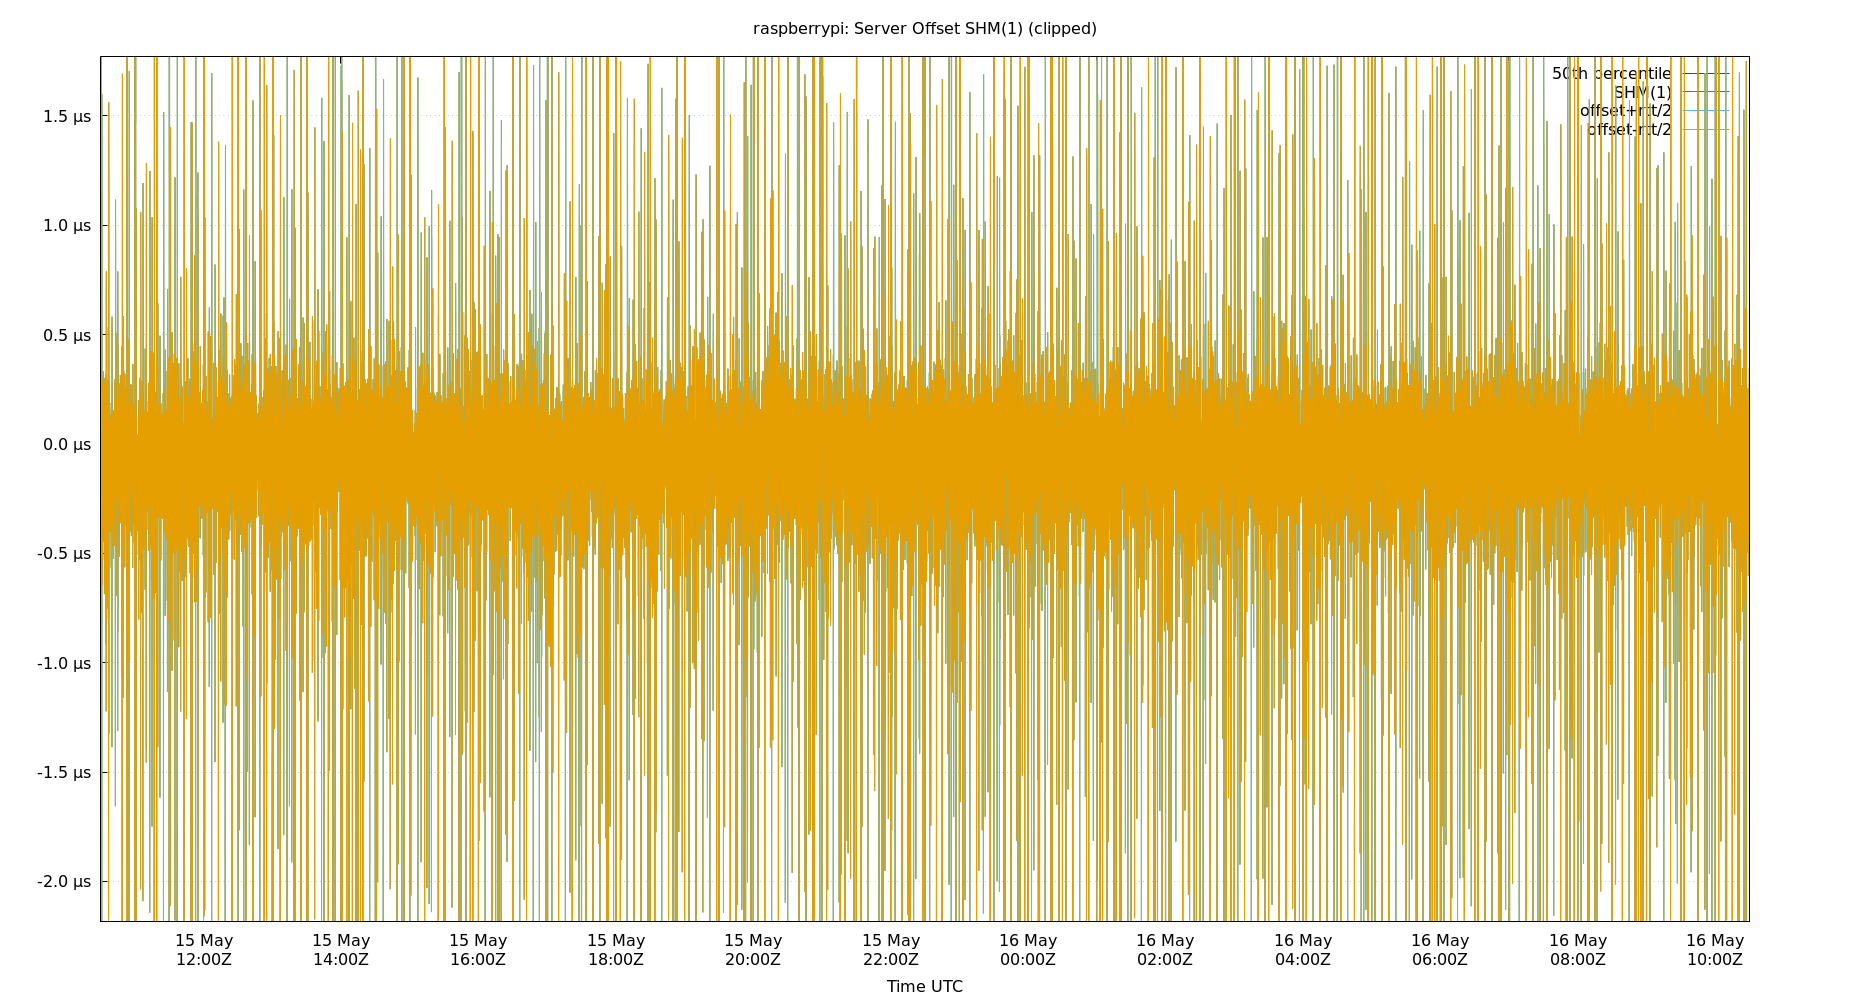 raspberrypi: Server Offset SHM(1) (clipped)
50th percentile
SHM(1)
offset+rtt/2
offset-rtt/2
1.5 µs
1.0 µs
0.5 µs
0.0 µs
-0.5 µs
-1.0 µs
-1.5 µs
-2.0 µs
15 May 15 May 15 May 15 May 15 May 15 May 16 May 16 May 16 May 16 May 16 May 16 May
12:00Z 14:00Z 16:00Z 18:00Z 20:00Z 22:00Z 00:00Z 02:00Z 04:00Z 06:00Z 08:00Z 10:00Z
Time UTC